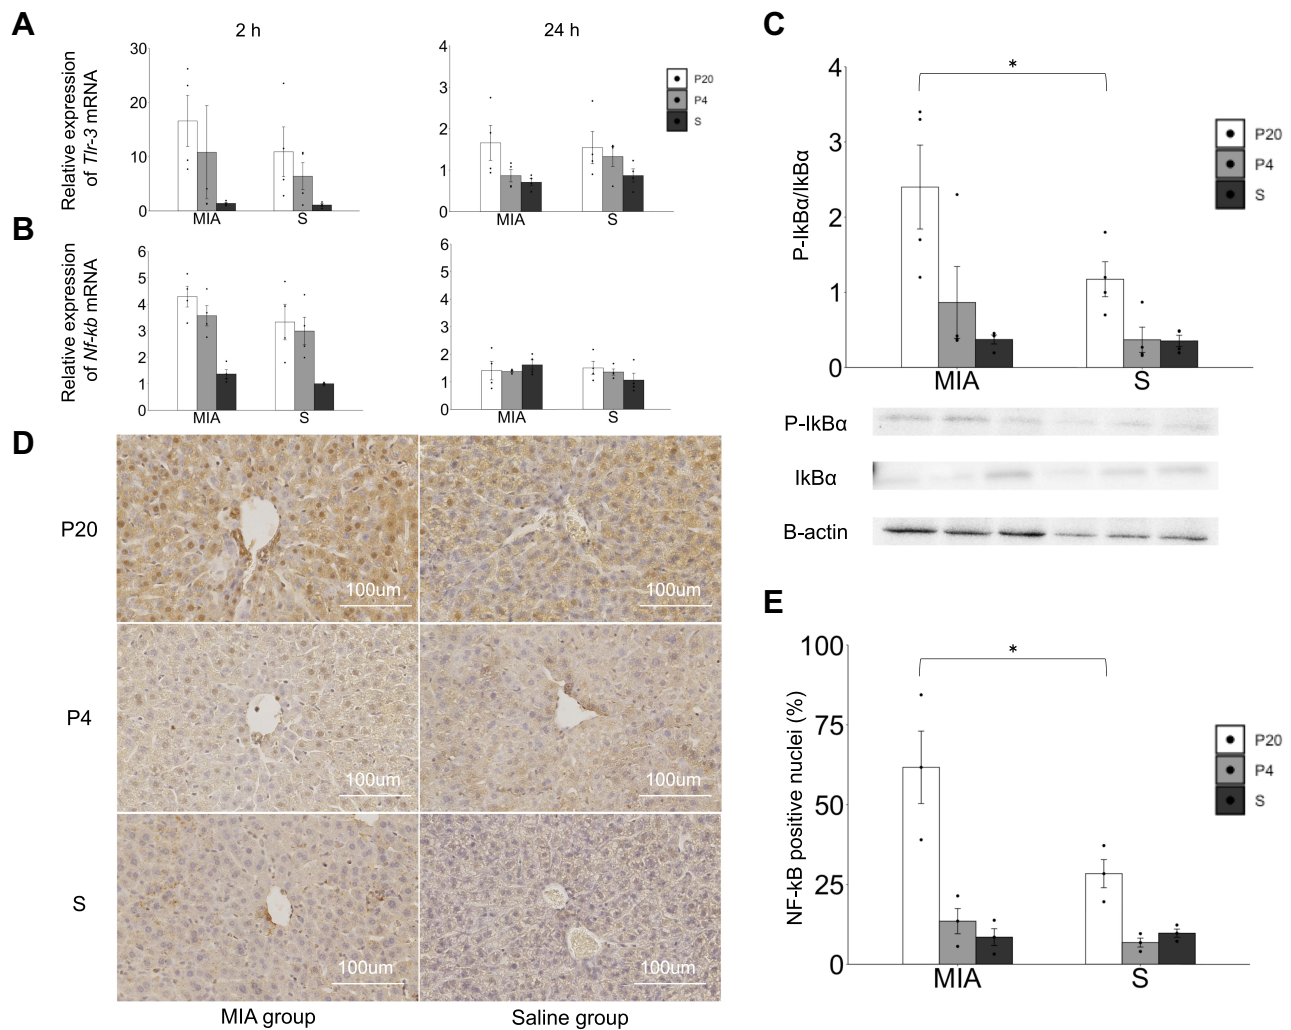 A
2 h
24 h
Relative expression
of Tlr-3 mRNA
30
20
10
0
MIA
S
4
3
2
1
0
MIA
S
P20
P4
S
B
Relative expression
of Nf-kb mRNA
6
5
4
3
2
1
0
MIA
S
6
5
4
3
2
1
0
MIA
S
C
P-IkBα/IkBα
4
3
2
1
0
*
MIA
S
P20
P4
S
P-IkBα
IkBα
B-actin
D
P20
100um
100um
P4
100um
100um
S
100um
100um
MIA group
Saline group
E
NF-kB positive nuclei (%)
100
75
50
25
0
*
MIA
S
P20
P4
S